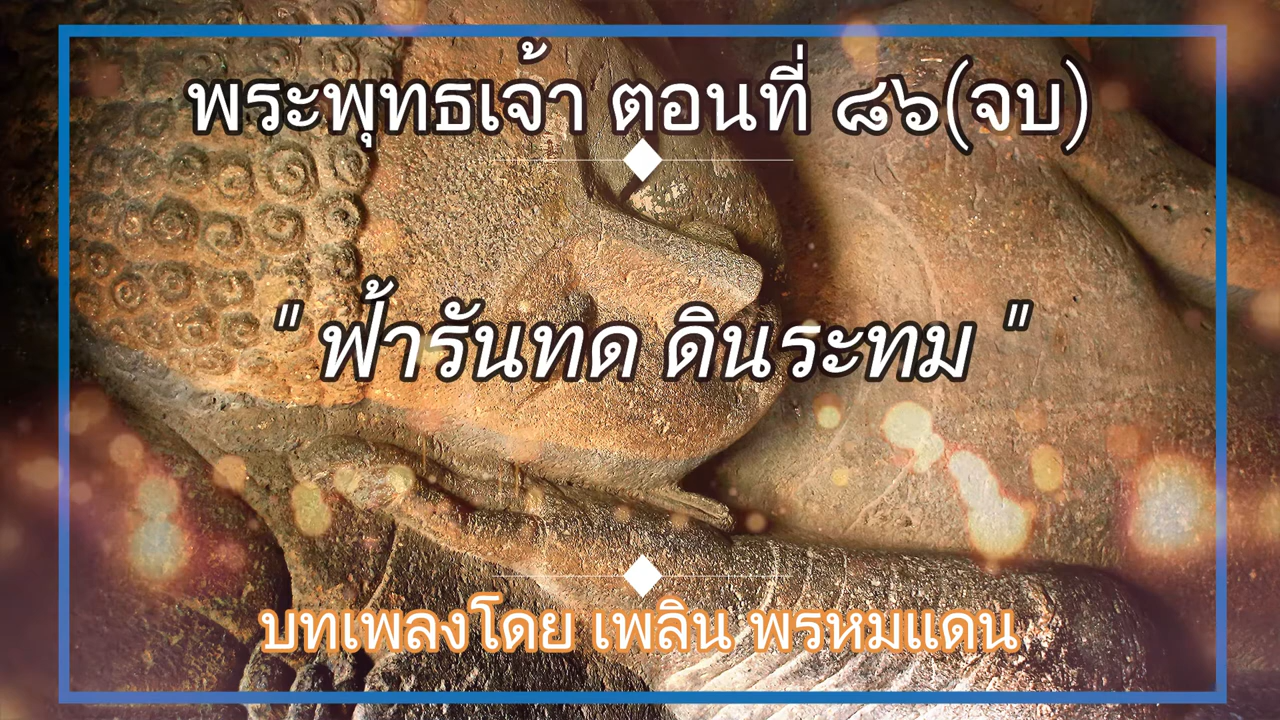 พระพุทธเจ้า ตอนที่ ๘๖(จบ)
" ฟ้ารันทด ดินระทม "
บทเพลงโดย เพลิน พรหมแดน